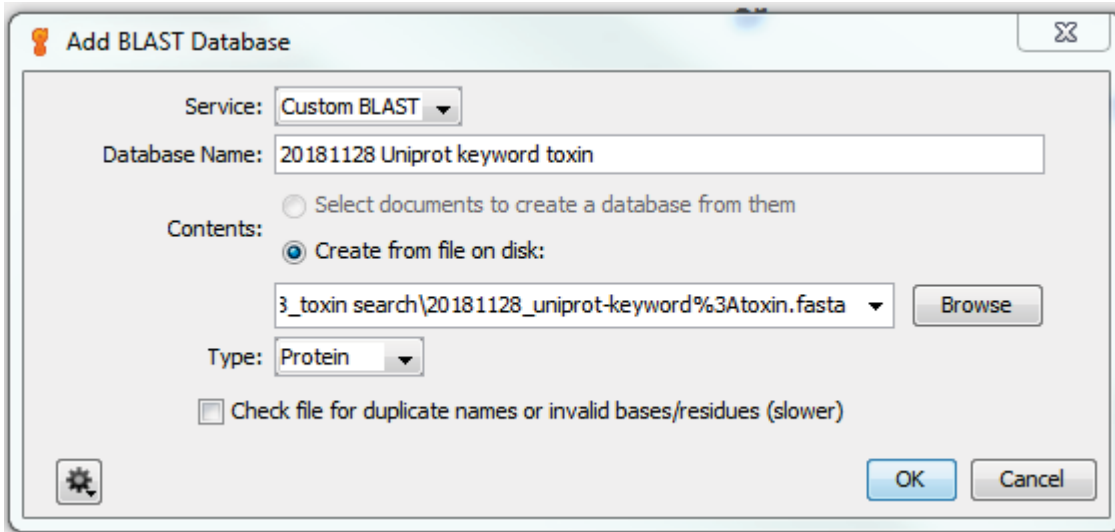 Add BLAST Database
Service: Custom BLAST
Database Name: 20181128 Uniprot keyword toxin
Contents:
Select documents to create a database from them
Create from file on disk:
3_toxin search\20181128_uniprot-keyword%3Atoxin.fasta Browse
Type: Protein
Check file for duplicate names or invalid bases/residues (slower)
OK Cancel